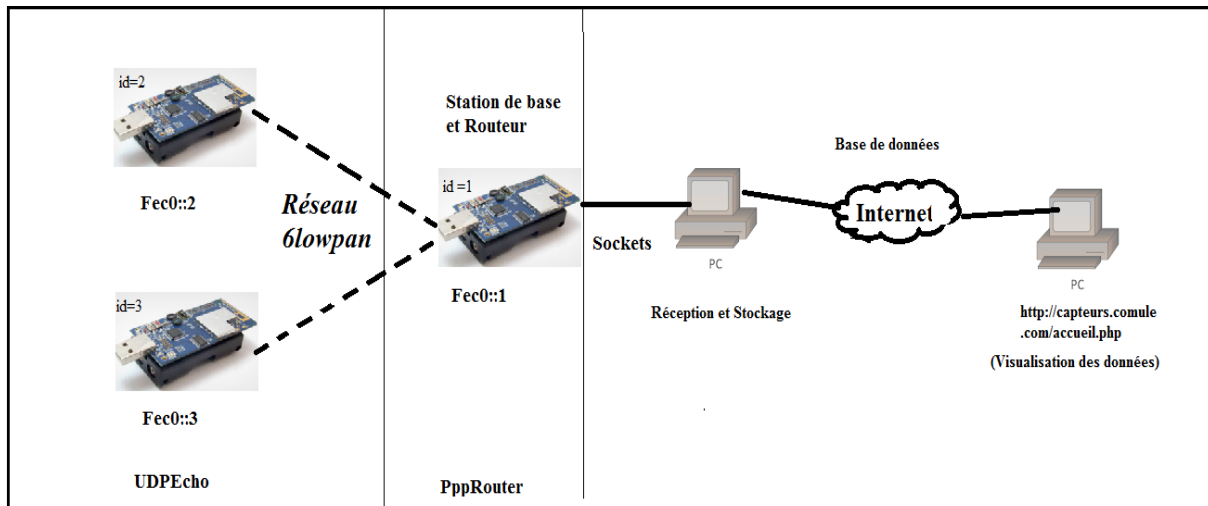 id=2
Fec0::2
Réseau
6lowpan
id=3
Fec0::3
UDPEcho
Station de base
et Routeur
id =1
Fec0::1
PppRouter
Sockets
PC
Réception et Stockage
Base de données
Internet
PC
http://capteurs.comule
.com/accueil.php
(Visualisation des données)